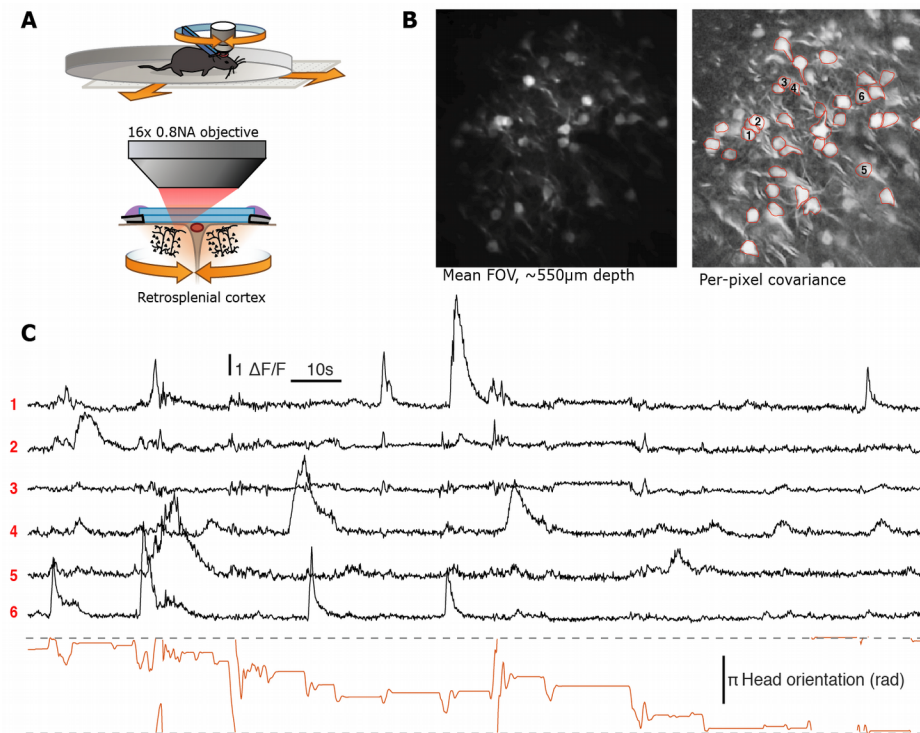 A
16x 0.8NA objective
Retrosplenial cortex
B
3
4
6
2
1
5
Mean FOV, ~550µm depth
Per-pixel covariance
C
1 ΔF/F
10s
1
2
3
4
5
6
π Head orientation (rad)